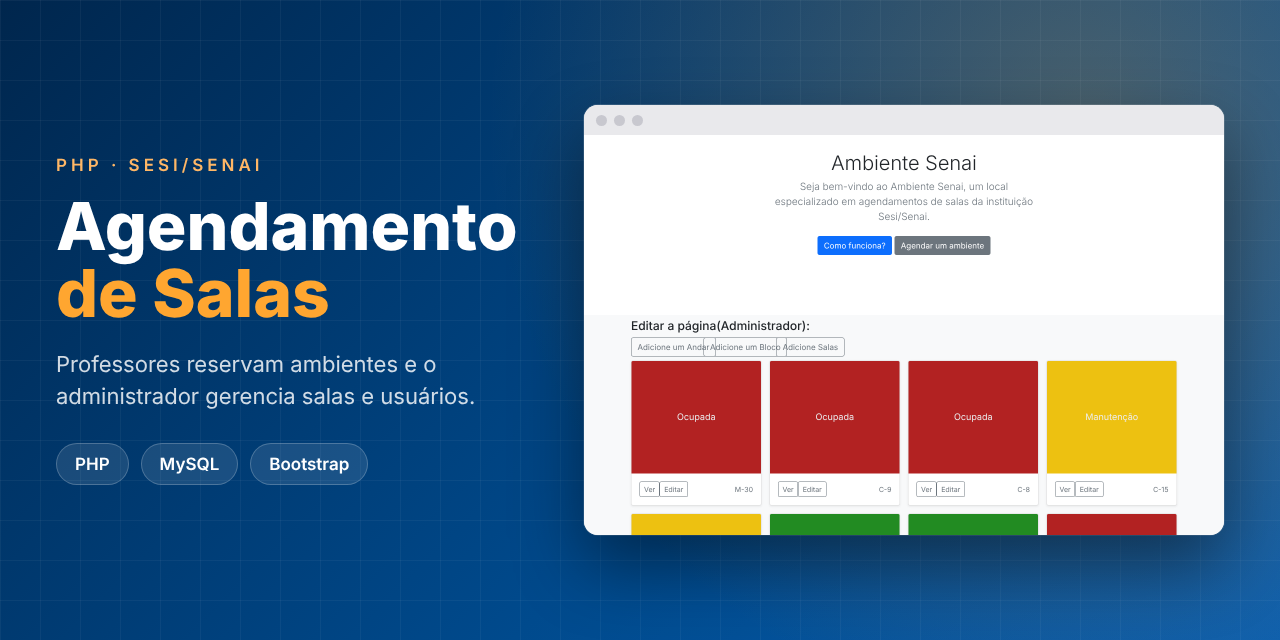 PHP · SESI/SENAI
Agendamento
de Salas
Professores reservam ambientes e o
administrador gerencia salas e usuários.
PHP MySQL Bootstrap
Ambiente Senai
Seja bem-vindo ao Ambiente Senai, um local
especializado em agendamentos de salas da instituição
Sesi/Senai.
Como funciona? Agendar um ambiente
Editar a página(Administrador):
Adicione um Andar Adicione um Bloco Adicione Salas
Ocupada Ocupada Ocupada Manutenção
Ver Editar M-30 Ver Editar C-9 Ver Editar C-8 Ver Editar C-15